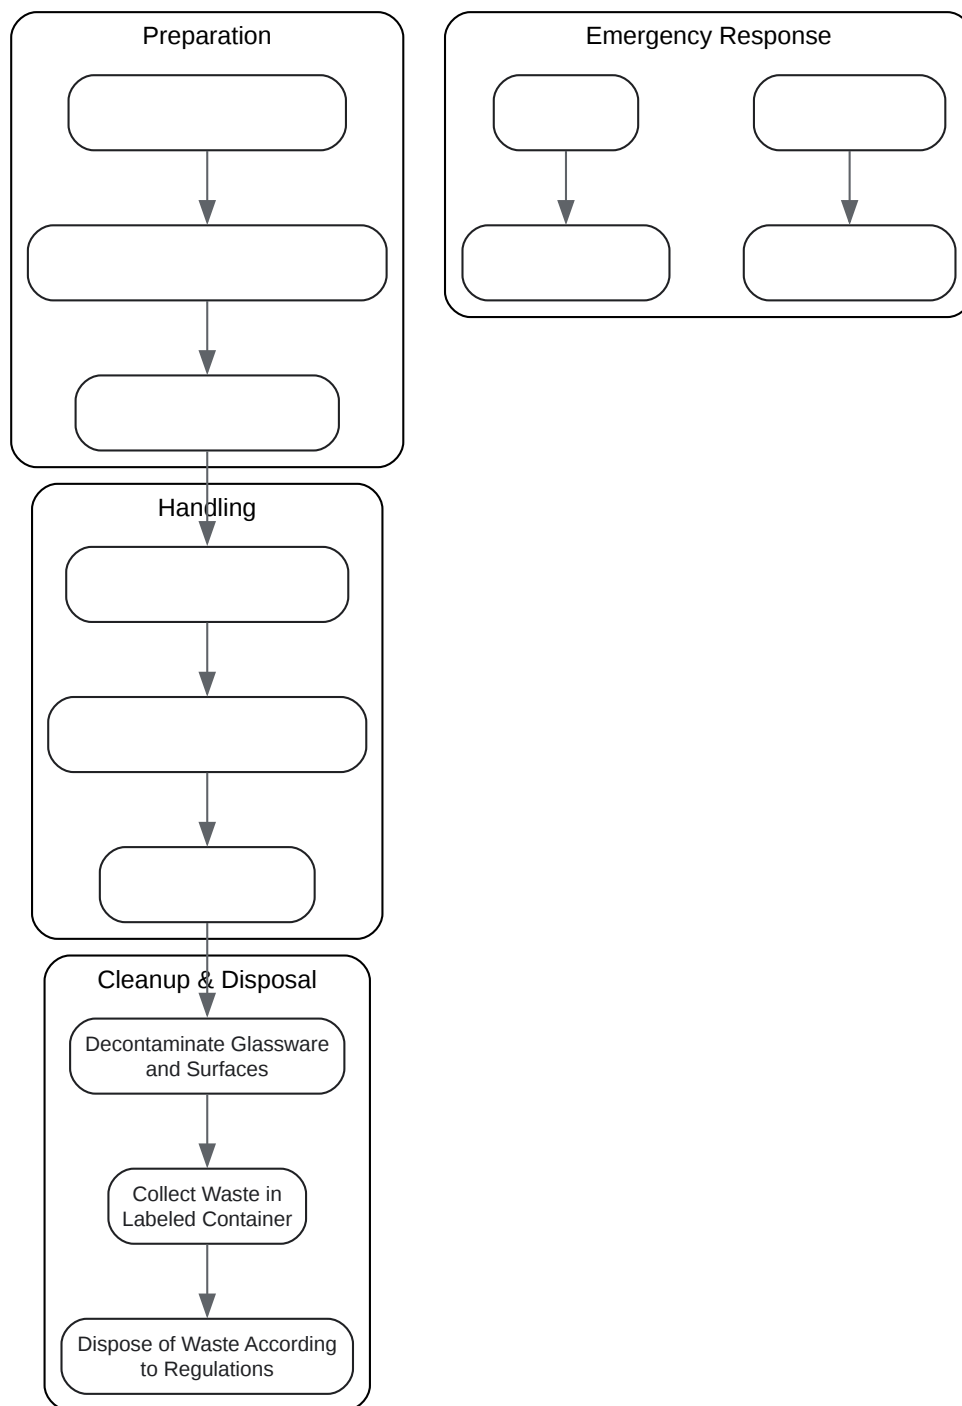 Preparation
Emergency Response
Handling
Cleanup & Disposal
Decontaminate Glassware
and Surfaces
Collect Waste in
Labeled Container
Dispose of Waste According
to Regulations